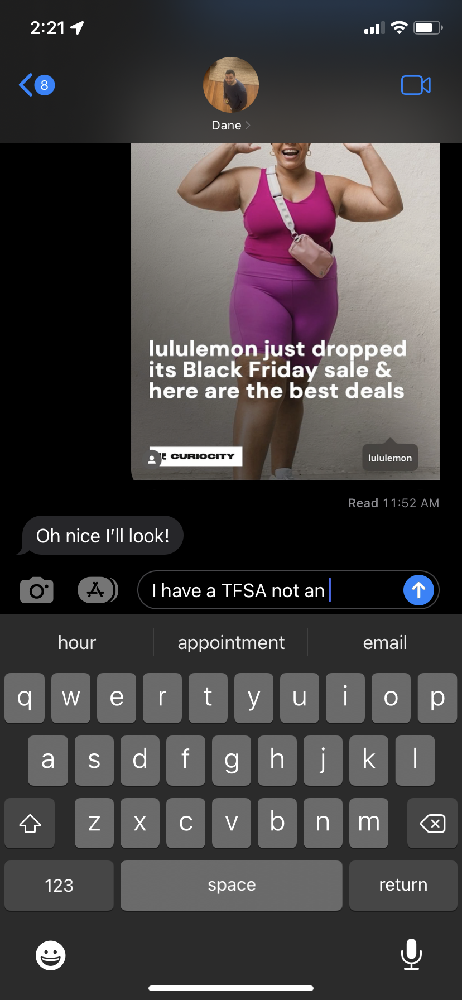 2:21
8
Dane
lululemon just dropped
its Black Friday sale &
here are the best deals
CURIOCITY
lululemon
Read 11:52 AM
Oh nice I'll look!
I have a TFSA not an
hour appointment email
q w e r t y u i o p
a s d f g h j k l
z x c v b n m
123 space return